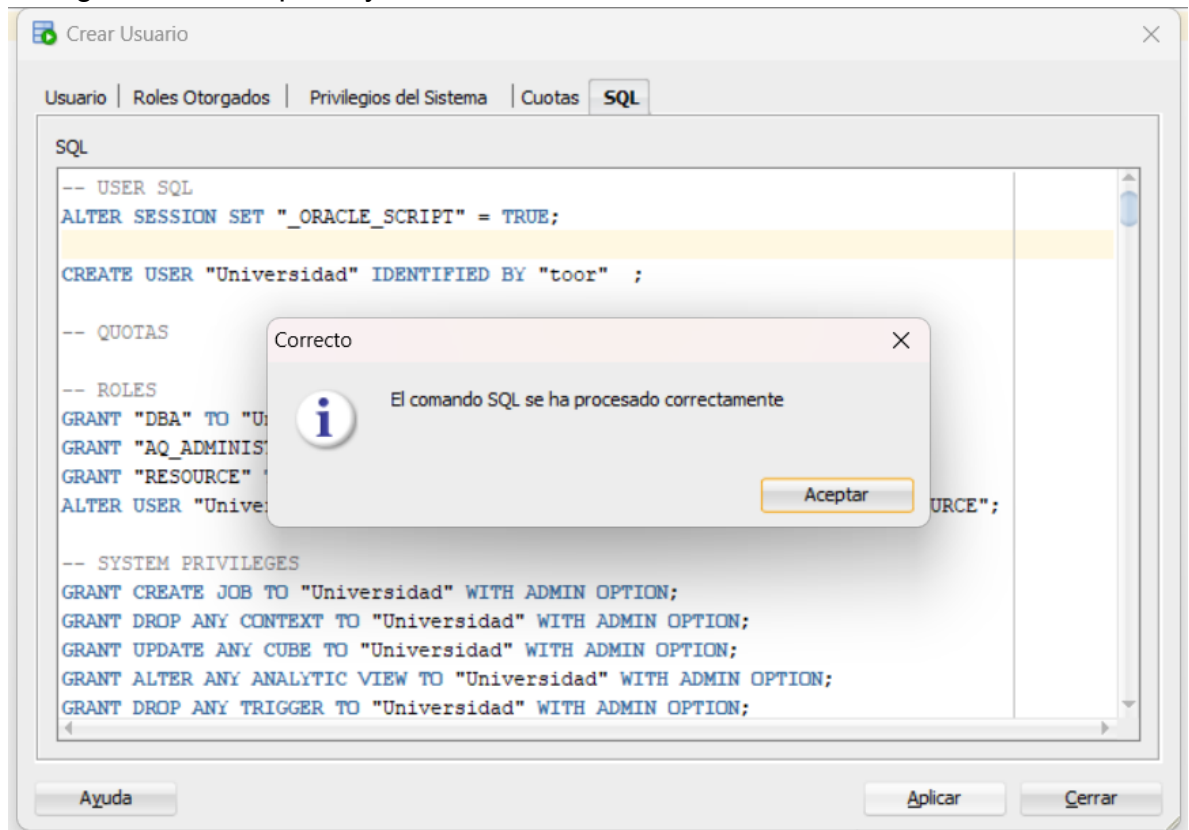 Crear Usuario
Usuario Roles Otorgados Privilegios del Sistema Cuotas SQL
SQL
-- USER SQL
ALTER SESSION SET "_ORACLE_SCRIPT" = TRUE;
CREATE USER "Universidad" IDENTIFIED BY "toor" ;
-- QUOTAS
Correcto
El comando SQL se ha procesado correctamente
Aceptar
-- ROLES
GRANT "DBA" TO
GRANT
GRANT "RESOURCE"
ALTER USER
-- SYSTEM PRIVILEGES
GRANT CREATE JOB TO "Universidad" WITH ADMIN OPTION;
GRANT DROP ANY CONTEXT TO "Universidad" WITH ADMIN OPTION;
GRANT UPDATE ANY CUBE TO "Universidad" WITH ADMIN OPTION;
GRANT ALTER ANY ANALYTIC VIEW TO "Universidad" WITH ADMIN OPTION;
GRANT DROP ANY TRIGGER TO "Universidad" WITH ADMIN OPTION;
Ayuda Aplicar Cerrar